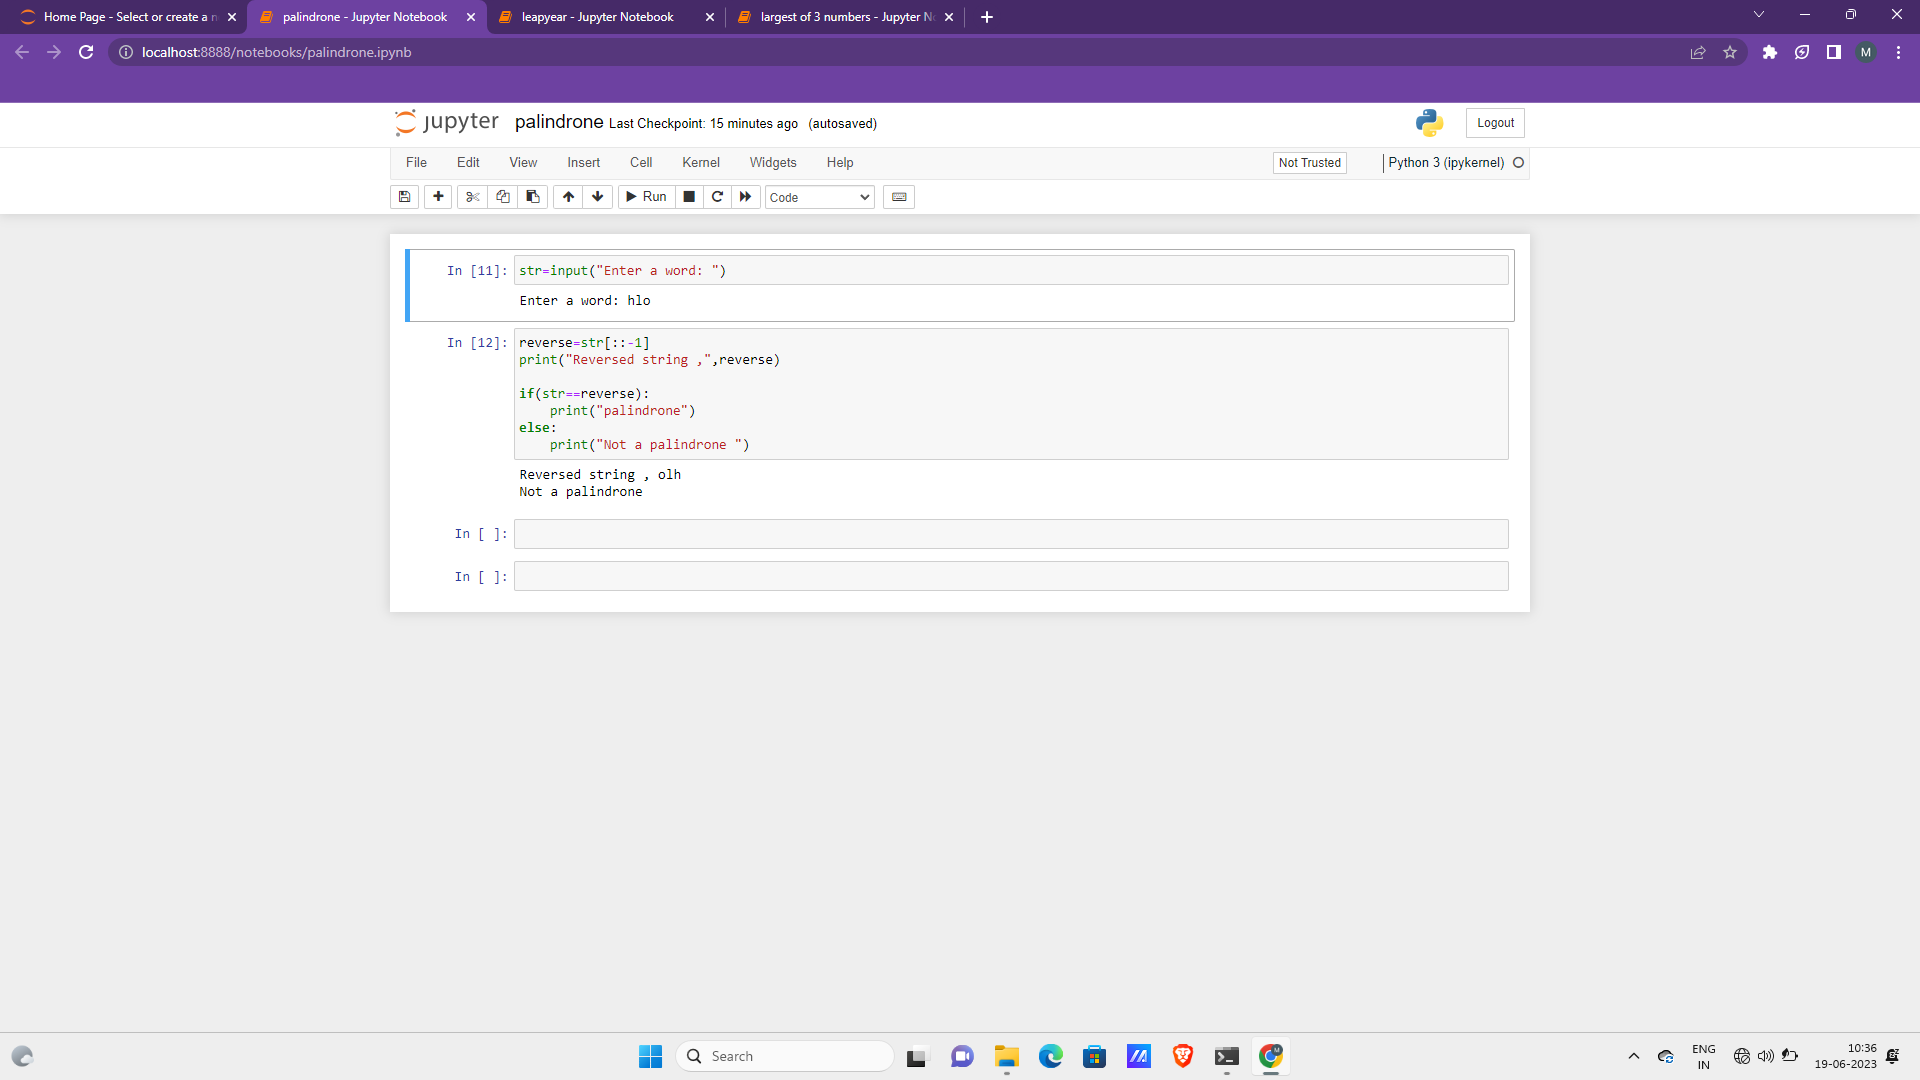 Home Page - Select or create a n
palindrone - Jupyter Notebook
leapyear - Jupyter Notebook
largest of 3 numbers - Jupyter N
localhost:8888/notebooks/palindrone.ipynb
M
jupyter palindrone Last Checkpoint: 15 minutes ago (autosaved)
Logout
File Edit View Insert Cell Kernel Widgets Help
Not Trusted
Python 3 (ipykernel)
Run
Code
In [11]: str=input("Enter a word: ")
Enter a word: hlo
In [12]: reverse=str[::-1]
print("Reversed string ,",reverse)
if(str==reverse):
    print("palindrone")
else:
    print("Not a palindrone ")
Reversed string , olh
Not a palindrone
In [ ]:
In [ ]:
Search
ENG
IN
10:36
19-06-2023